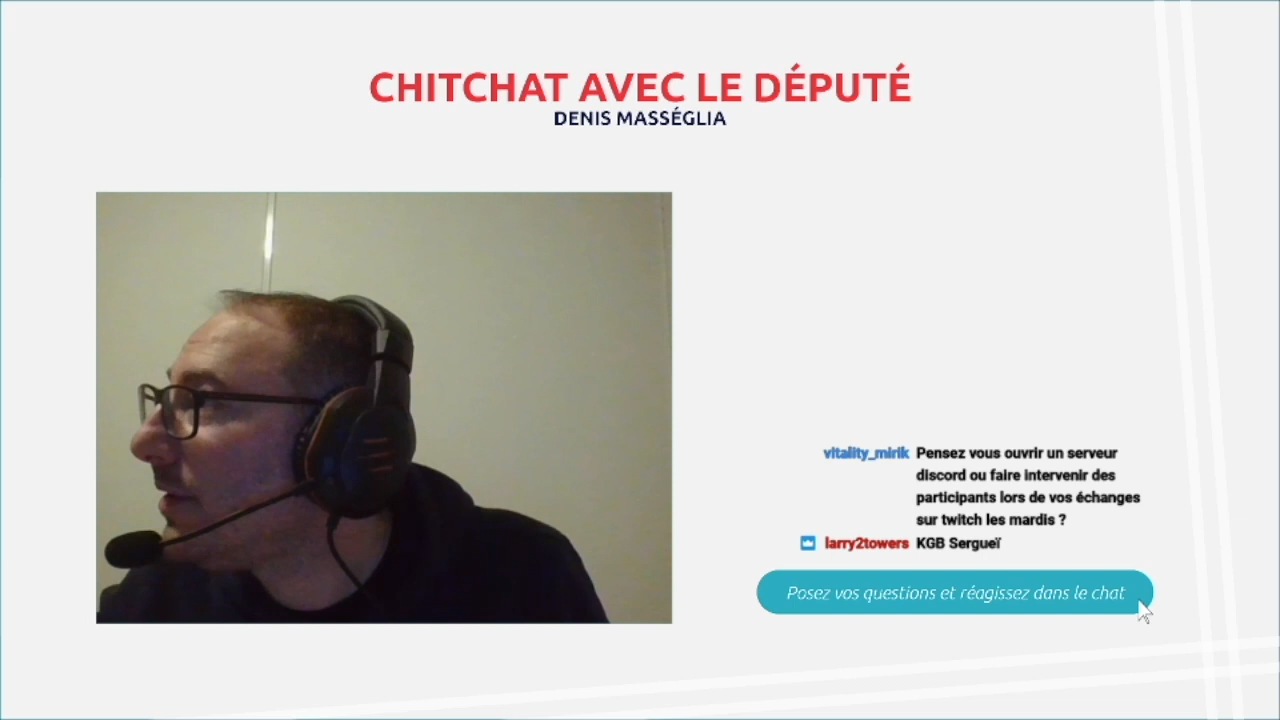 CHITCHAT AVEC LE DÉPUTÉ
DENIS MASSÉGLIA
vitality_mirik Pensez vous ouvrir un serveur
discord ou faire intervenir des
participants lors de vos échanges
sur twitch les mardis ?
larry2towers KGB Sergueï
Posez vos questions et réagissez dans le chat